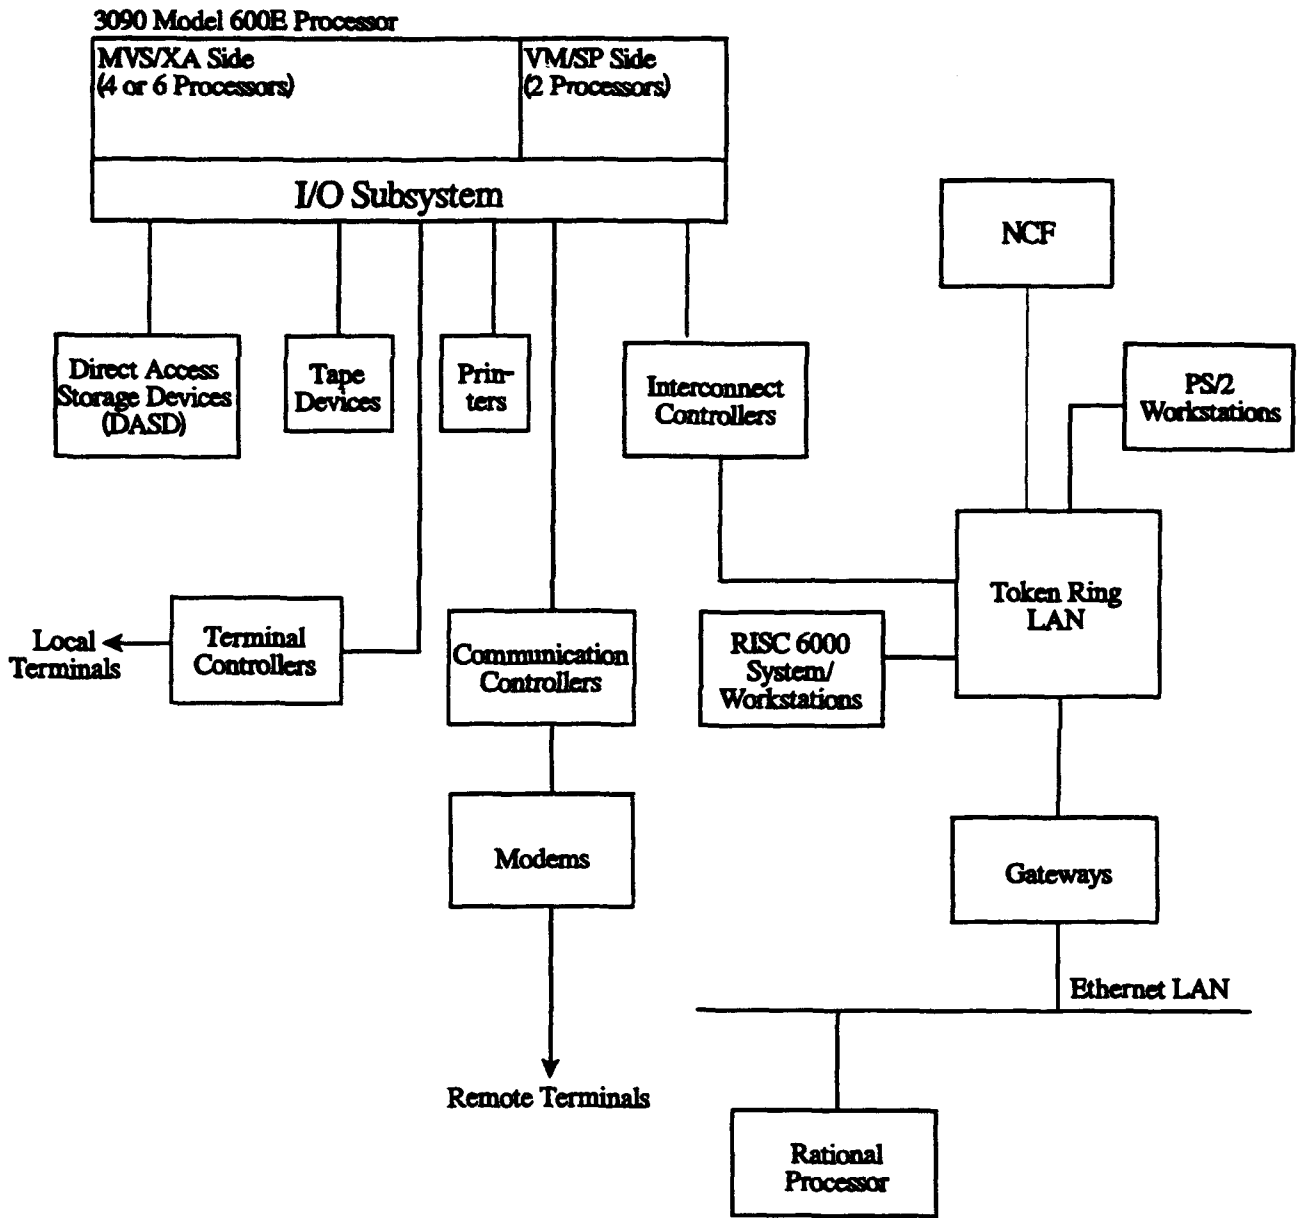 3090 Model 600E Processor
MVS/XA Side
(4 or 6 Processors)
VM/SP Side
(2 Processors)
I/O Subsystem
NCF
Direct Access
Storage Devices
(DASD)
Tape
Devices
Prin-
ters
Interconnect
Controllers
PS/2
Workstations
Token Ring
LAN
Local
Terminals
Terminal
Controllers
Communication
Controllers
RISC 6000
System/
Workstations
Modems
Gateways
Ethernet LAN
Remote Terminals
Rational
Processor